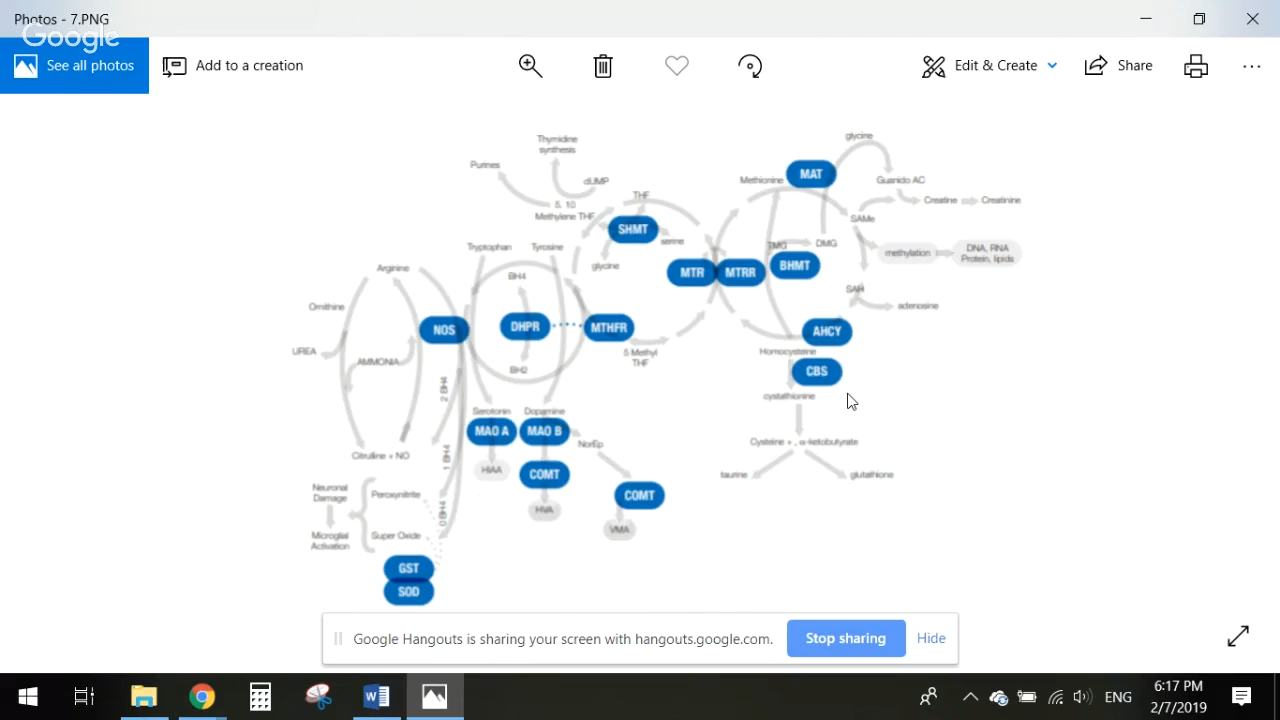 Photos - 7.PNG
Google
See all photos
Add to a creation
Edit & Create
Share
glycine
Thymidine
synthesis
Purines
dUMP
MAT
Methionine
Guanido AC
THF
Creatine
Creatinine
5, 10
Methylene THF
SAMe
SHMT
serine
Tryptophan
Tyrosine
TMG
DMG
methylation
DNA, RNA
Protein, lipids
glycine
MTR
MTRR
BHMT
Arginine
BH4
SAH
adenosine
Ornithine
NOS
DHPR
MTHFR
AHCY
UREA
AMMONIA
5 Methyl
THF
Homocysteine
BH2
CBS
2 BH4
cystathionine
Serotonin
Dopamine
MAO A
MAO B
NorEp
Cysteine + , α-ketobutyrate
Citrulline + NO
1 BH4
HIAA
COMT
taurine
glutathione
Neuronal
Damage
Peroxynitrite
COMT
0 BH4
HVA
VMA
Microglial
Activation
Super Oxide
GST
SOD
Google Hangouts is sharing your screen with hangouts.google.com.
Stop sharing
Hide
ENG
6:17 PM
2/7/2019